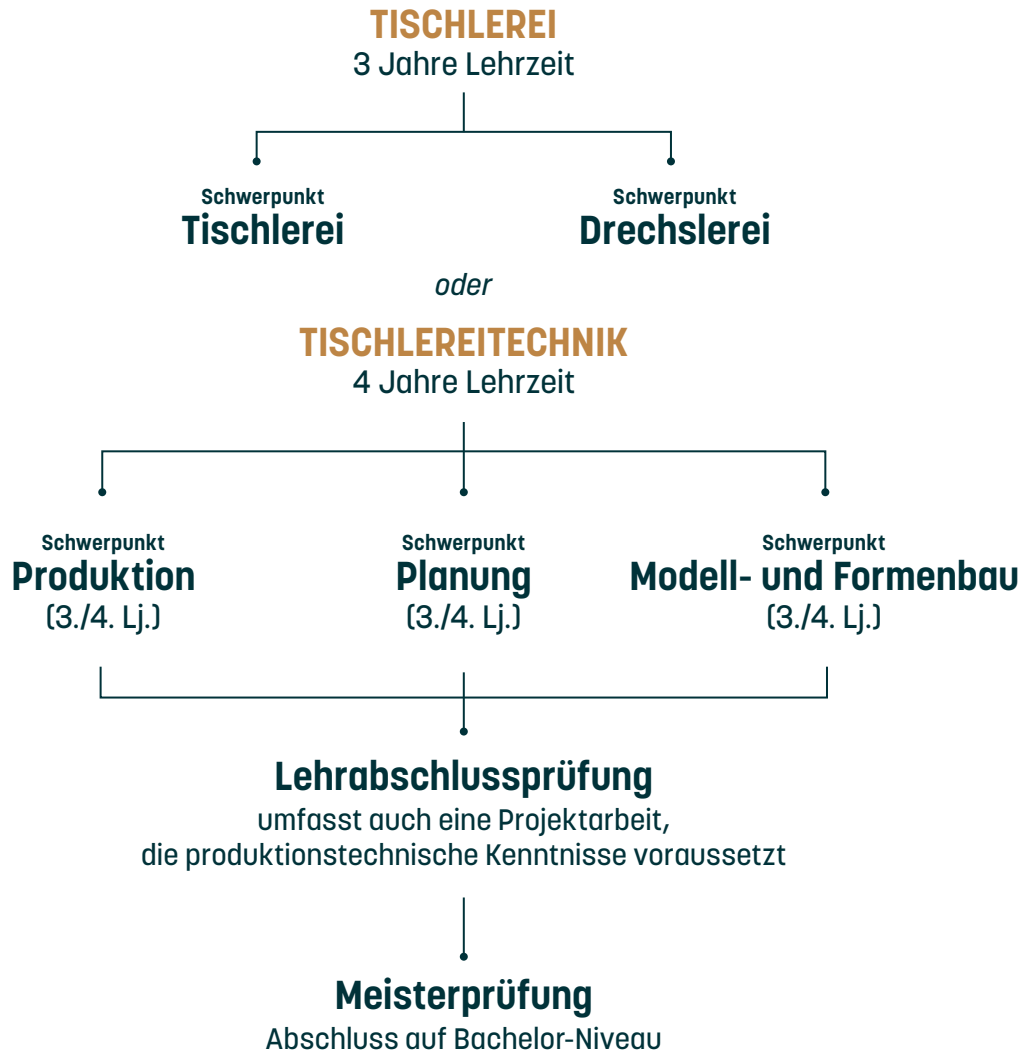 TISCHLEREI
3 Jahre Lehrzeit
Schwerpunkt
Tischlerei
Schwerpunkt
Drechslerei
oder
TISCHLEREITECHNIK
4 Jahre Lehrzeit
Schwerpunkt
Produktion
(3./4. Lj.)
Schwerpunkt
Planung
(3./4. Lj.)
Schwerpunkt
Modell- und Formenbau
(3./4. Lj.)
Lehrabschlussprüfung
umfasst auch eine Projektarbeit,
die produktionstechnische Kenntnisse voraussetzt
Meisterprüfung
Abschluss auf Bachelor-Niveau